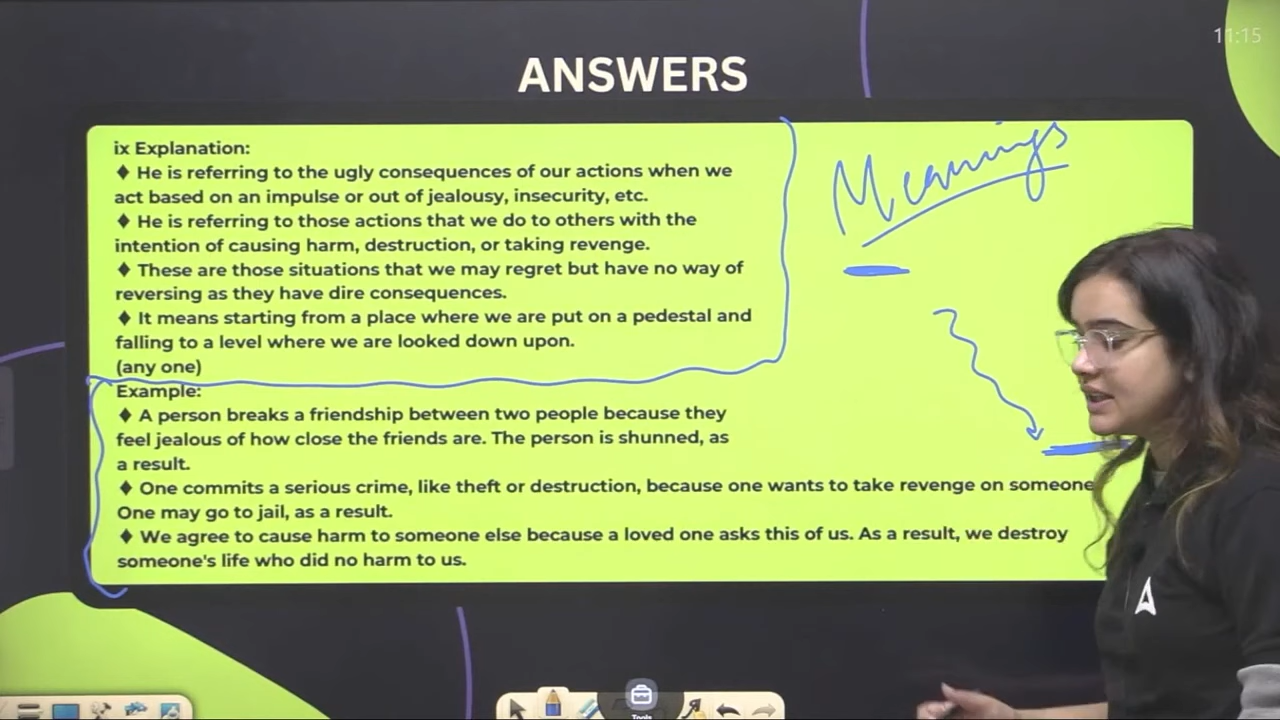 11:15
ANSWERS
ix Explanation:
♦ He is referring to the ugly consequences of our actions when we
act based on an impulse or out of jealousy, insecurity, etc.
♦ He is referring to those actions that we do to others with the
intention of causing harm, destruction, or taking revenge.
♦ These are those situations that we may regret but have no way of
reversing as they have dire consequences.
♦ It means starting from a place where we are put on a pedestal and
falling to a level where we are looked down upon.
(any one)
Meanings
Example:
♦ A person breaks a friendship between two people because they
feel jealous of how close the friends are. The person is shunned, as
a result.
♦ One commits a serious crime, like theft or destruction, because one wants to take revenge on someone
One may go to jail, as a result.
♦ We agree to cause harm to someone else because a loved one asks this of us. As a result, we destroy
someone's life who did no harm to us.
Tools